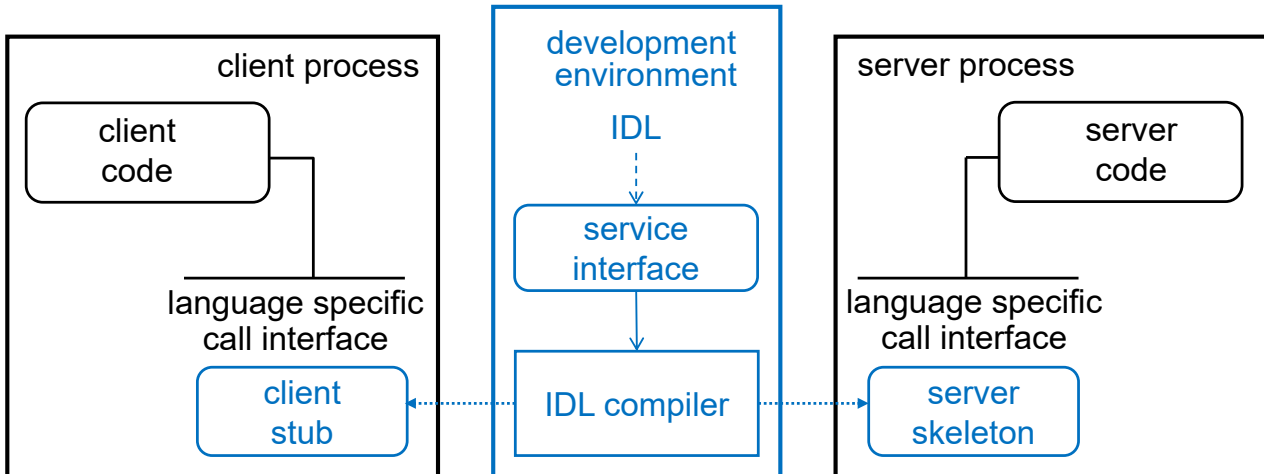 client process
client
code
language specific
call interface
client
stub
development
environment
IDL
service
interface
IDL compiler
server process
server
code
language specific
call interface
server
skeleton